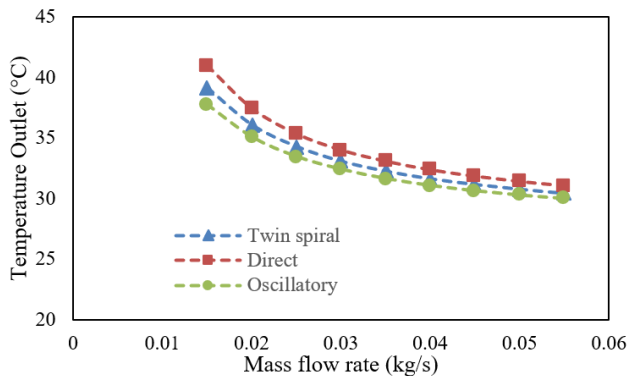 45
40
35
30
25
20
Temperature Outlet (°C)
Twin spiral
Direct
Oscillatory
0
0.01
0.02
0.03
0.04
0.05
0.06
Mass flow rate (kg/s)